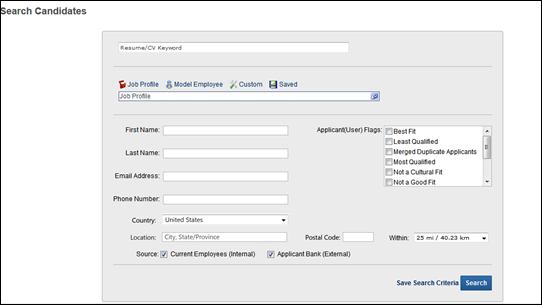 Search Candidates
Resume/CV Keyword
Job Profile Model Employee Custom Saved
Job Profile
First Name: Applicant(User) Flags: Best Fit
Least Qualified
Last Name: Merged Duplicate Applicants
Most Qualified
Email Address: Not a Cultural Fit
Not a Good Fit
Phone Number:
Country: United States
Location: City, State/Province Postal Code: Within: 25 mi / 40.23 km
Source: Current Employees (Internal) Applicant Bank (External)
Save Search Criteria Search